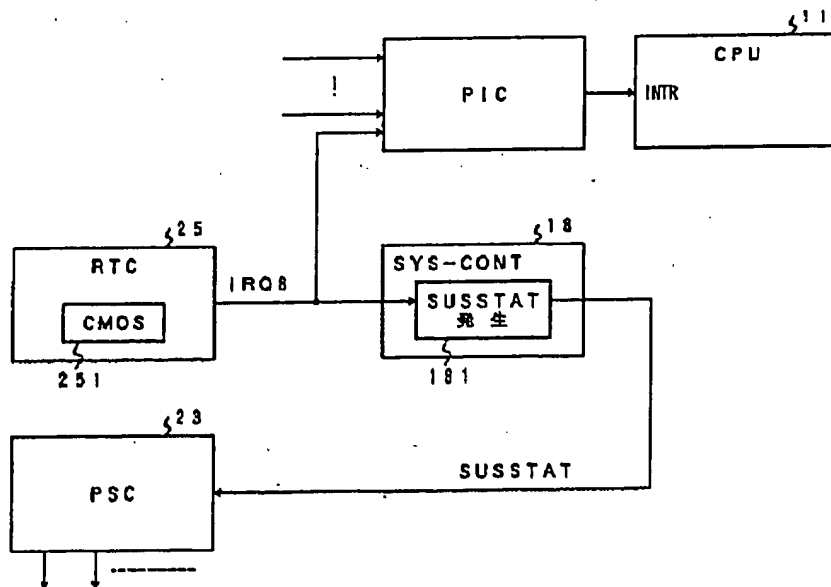 11
CPU
PIC
INTR
25
RTC
IRQ8
CMOS
251
18
SYS-CONT
SUSSTAT
発生
181
23
PSC
SUSSTAT